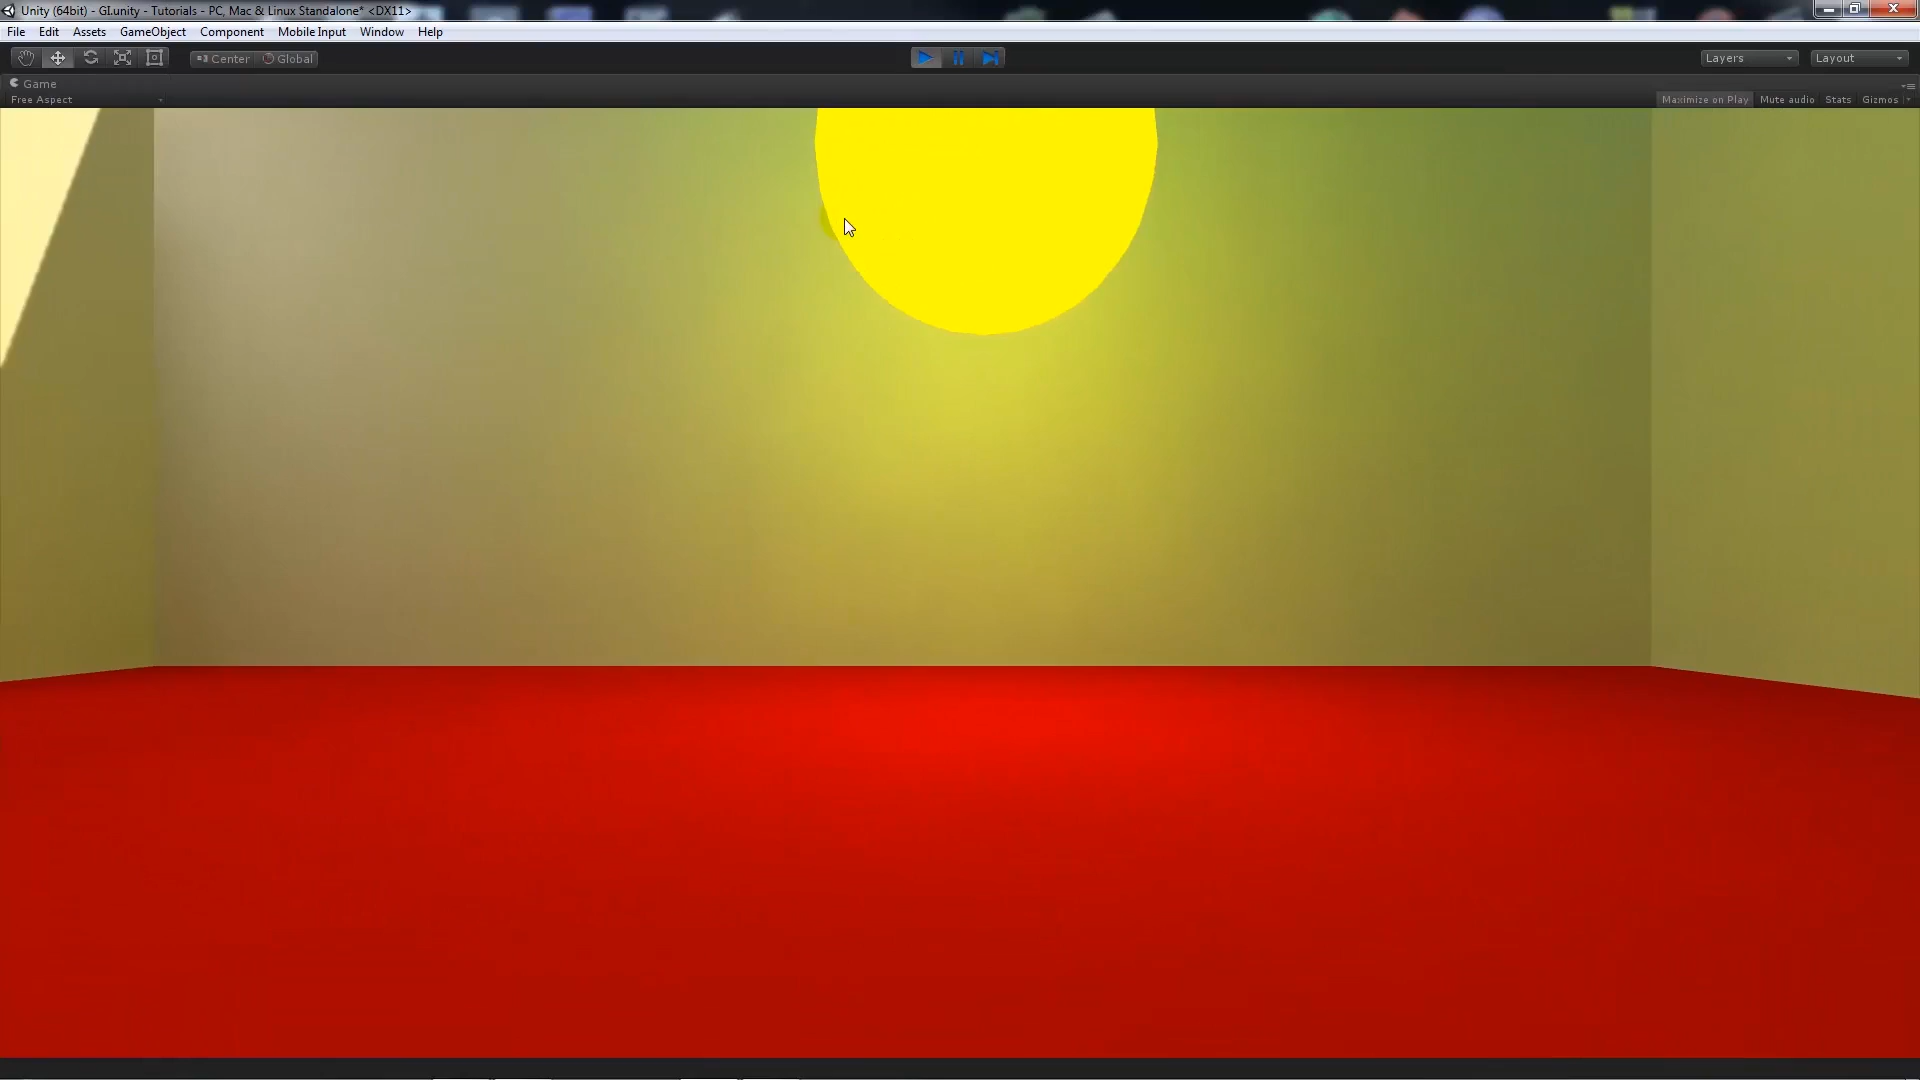 Unity (64bit) - GI.unity - Tutorials - PC, Mac & Linux Standalone* <DX11>
File Edit Assets GameObject Component Mobile Input Window Help
Center Global Layers Layout
Game
Free Aspect Maximize on Play Mute audio Stats Gizmos